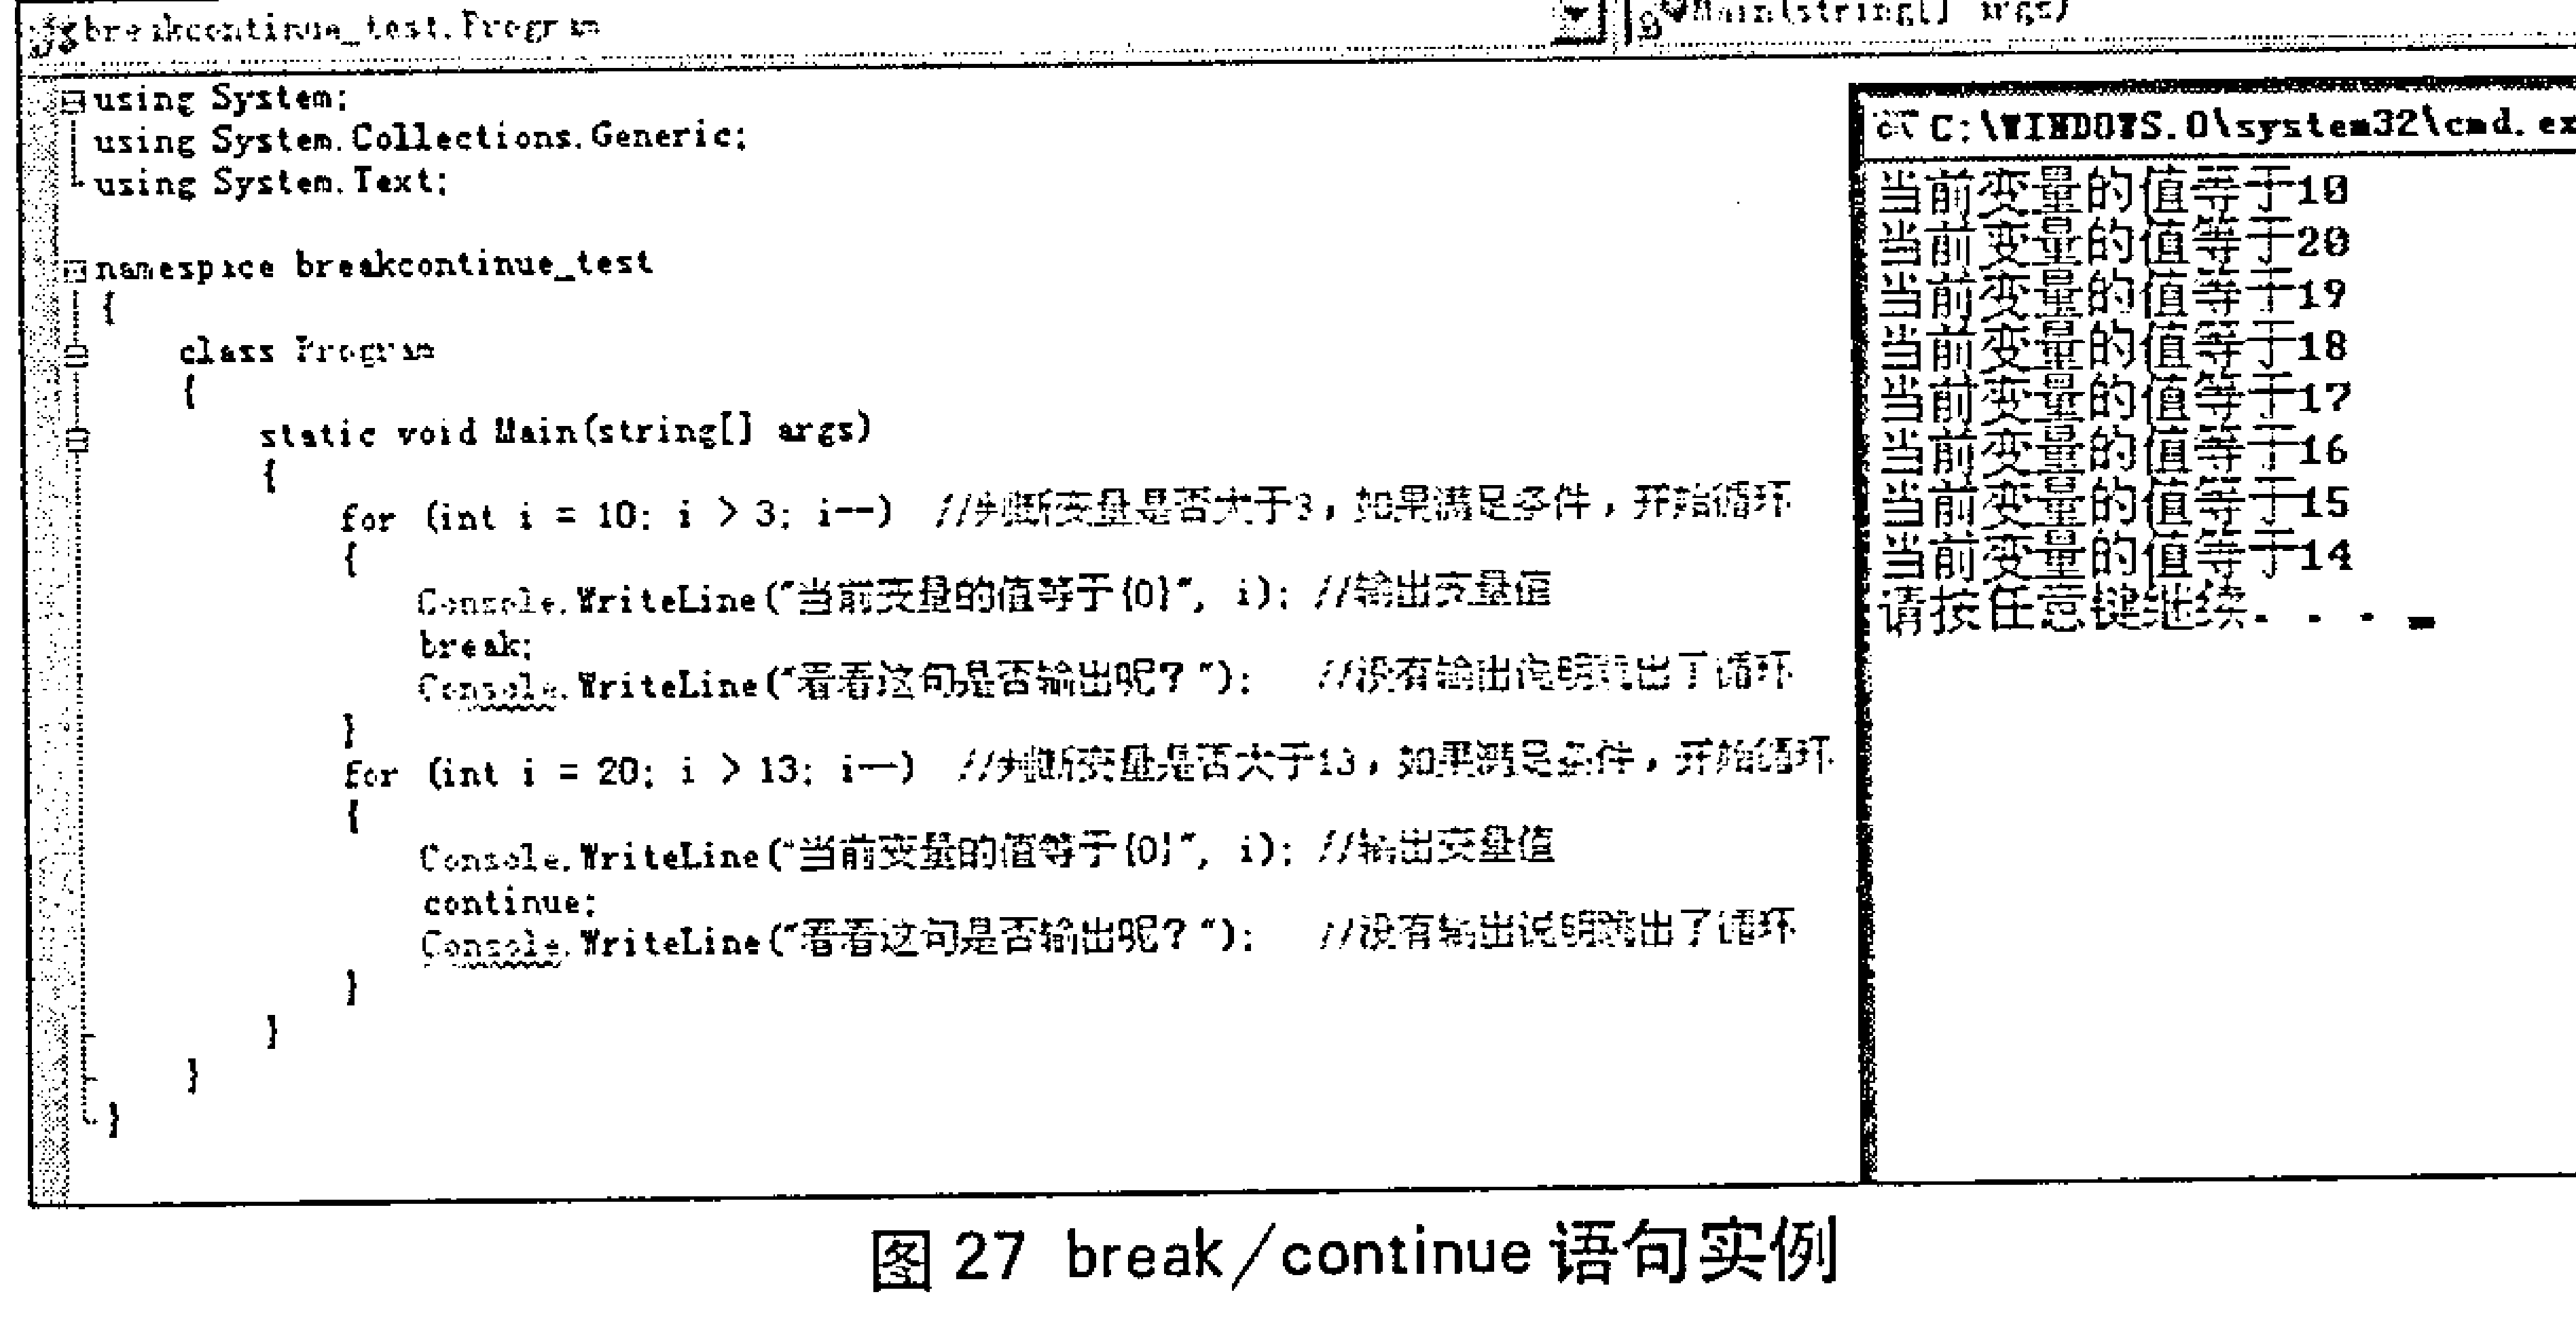 breakcontinue_test.Program
Main(string[] args)
using System;
using System.Collections.Generic;
using System.Text;
namespace breakcontinue_test
{
class Program
{
static void Main(string[] args)
{
for (int i = 10; i > 3; i--) //判断变量是否大于3，如果满足条件，开始循环
{
Console.WriteLine("当前变量的值等于{0}", i); //输出变量值
break;
Console.WriteLine("看看这句是否输出呢？"); //没有输出说明跳出了循环
}
for (int i = 20; i > 13; i--) //判断变量是否大于13，如果满足条件，开始循环
{
Console.WriteLine("当前变量的值等于{0}", i); //输出变量值
continue;
Console.WriteLine("看看这句是否输出呢？"); //没有输出说明跳出了循环
}
}
}
}
C:\WINDOWS.0\system32\cmd.ex
当前变量的值等于10
当前变量的值等于20
当前变量的值等于19
当前变量的值等于18
当前变量的值等于17
当前变量的值等于16
当前变量的值等于15
当前变量的值等于14
请按任意键继续. . .
图 27 break/continue 语句实例